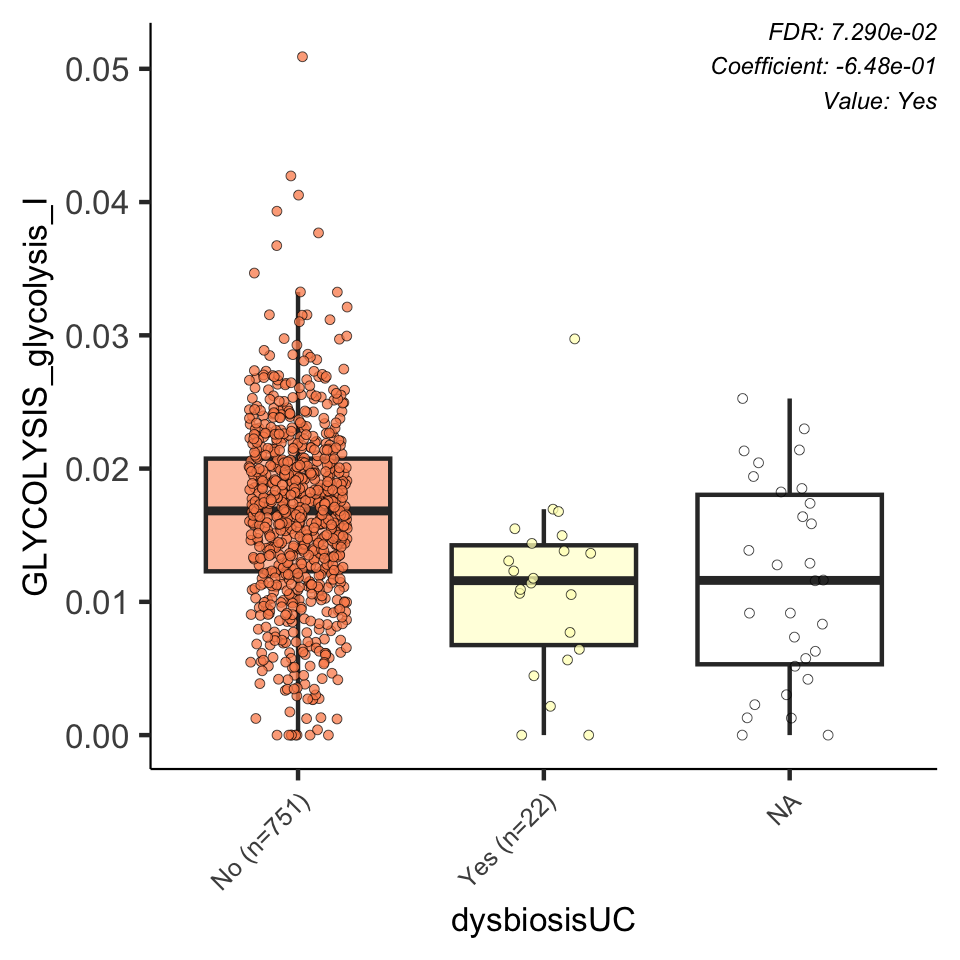 FDR: 7.290e-02
Coefficient: -6.48e-01
Value: Yes
GLYCOLYSIS_glycolysis_I
0.05
0.04
0.03
0.02
0.01
0.00
No (n=751)
Yes (n=22)
NA
dysbiosisUC